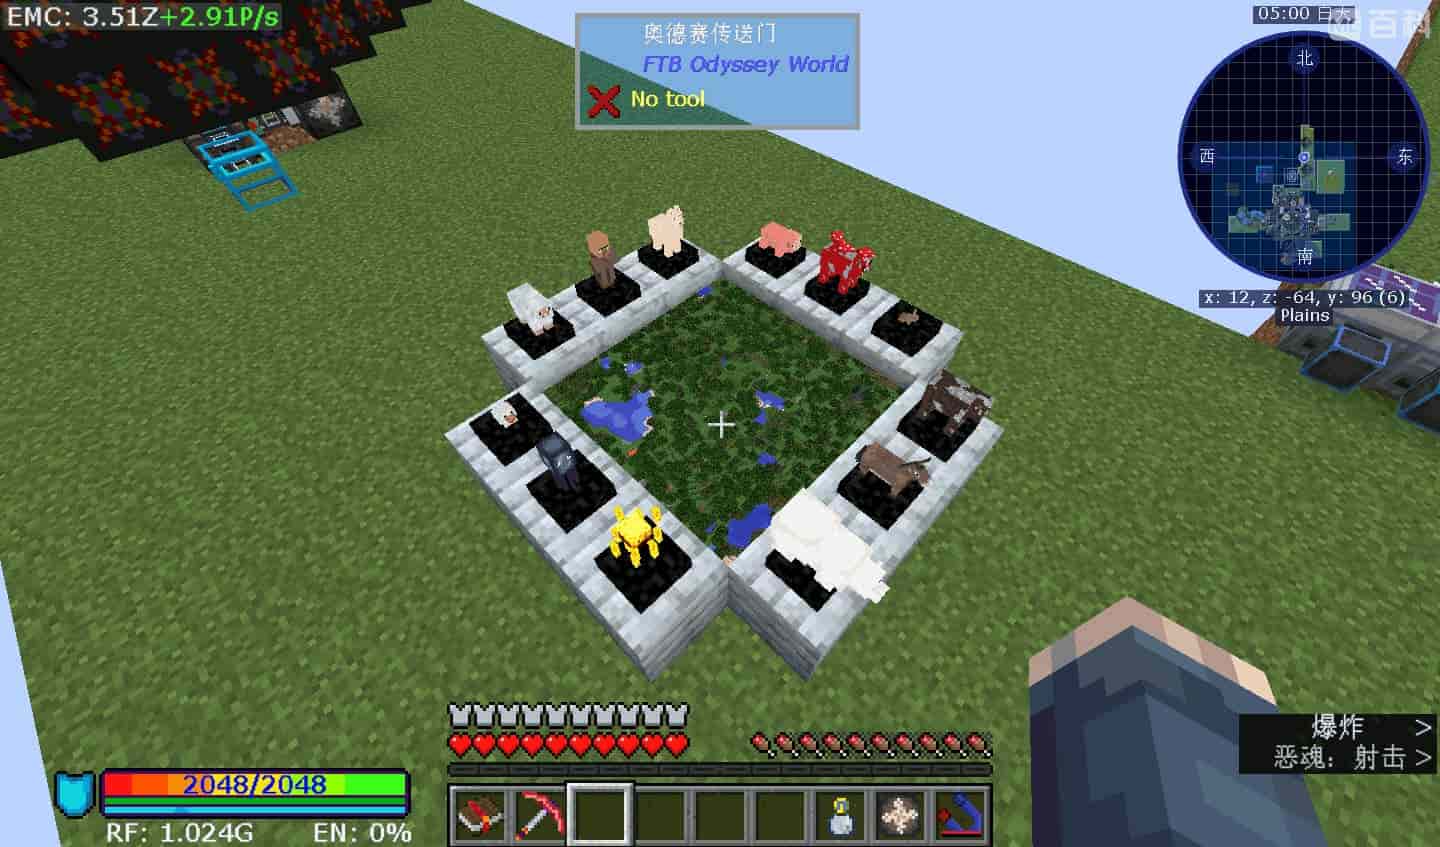 EMC: 3.51Z+2.91P/s
奥德赛传送门
FTB Odyssey World
No tool
05:00
百科
北
西
东
南
x: 12, z: -64, y: 96 (6)
Plains
爆炸 >
恶魂: 射击 >
2048/2048
RF: 1.024G
EN: 0%